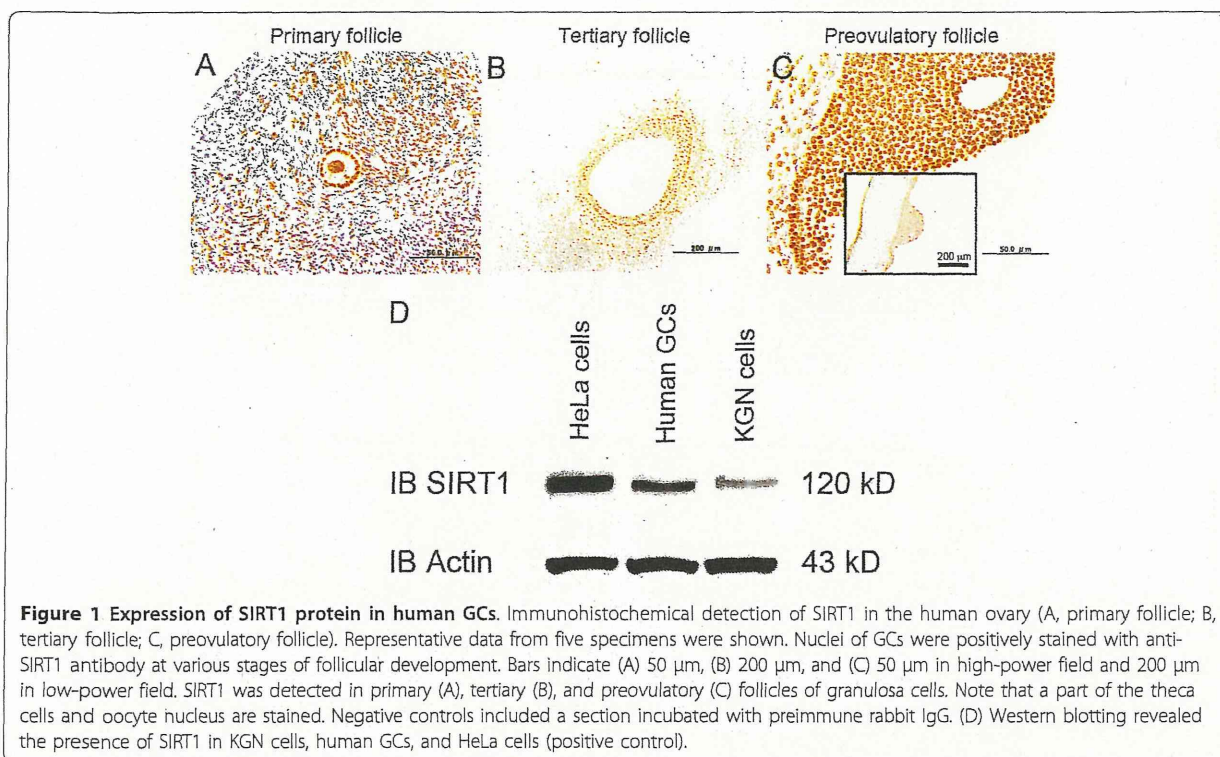 Primary follicle
Tertiary follicle
Preovulatory follicle
A
B
C
50.0 µm
200 µm
200 µm
50.0 µm
D
HeLa cells
Human GCs
KGN cells
IB SIRT1
120 kD
IB Actin
43 kD
Figure 1 Expression of SIRT1 protein in human GCs. Immunohistochemical detection of SIRT1 in the human ovary (A, primary follicle; B,
tertiary follicle; C, preovulatory follicle). Representative data from five specimens were shown. Nuclei of GCs were positively stained with anti-
SIRT1 antibody at various stages of follicular development. Bars indicate (A) 50 µm, (B) 200 µm, and (C) 50 µm in high-power field and 200 µm
in low-power field. SIRT1 was detected in primary (A), tertiary (B), and preovulatory (C) follicles of granulosa cells. Note that a part of the theca
cells and oocyte nucleus are stained. Negative controls included a section incubated with preimmune rabbit IgG. (D) Western blotting revealed
the presence of SIRT1 in KGN cells, human GCs, and HeLa cells (positive control).